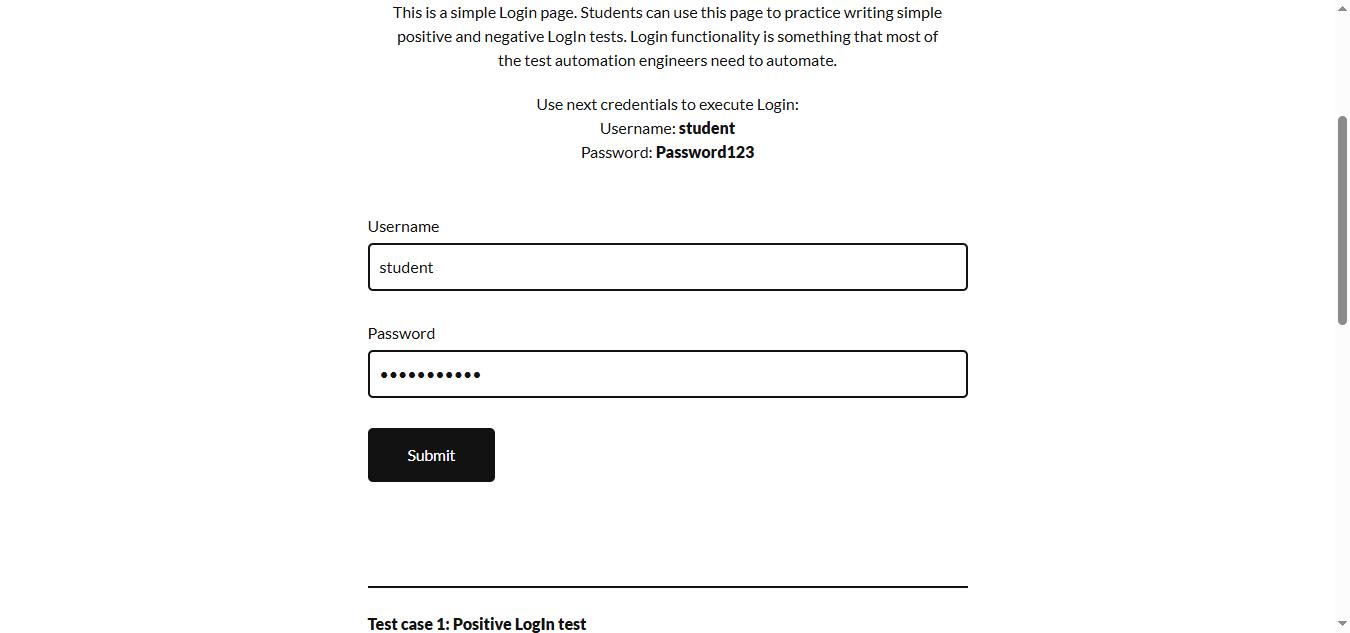 This is a simple Login page. Students can use this page to practice writing simple
positive and negative LogIn tests. Login functionality is something that most of
the test automation engineers need to automate.
Use next credentials to execute Login:
Username: student
Password: Password123
Username
student
Password
•••••••••••
Submit
Test case 1: Positive LogIn test